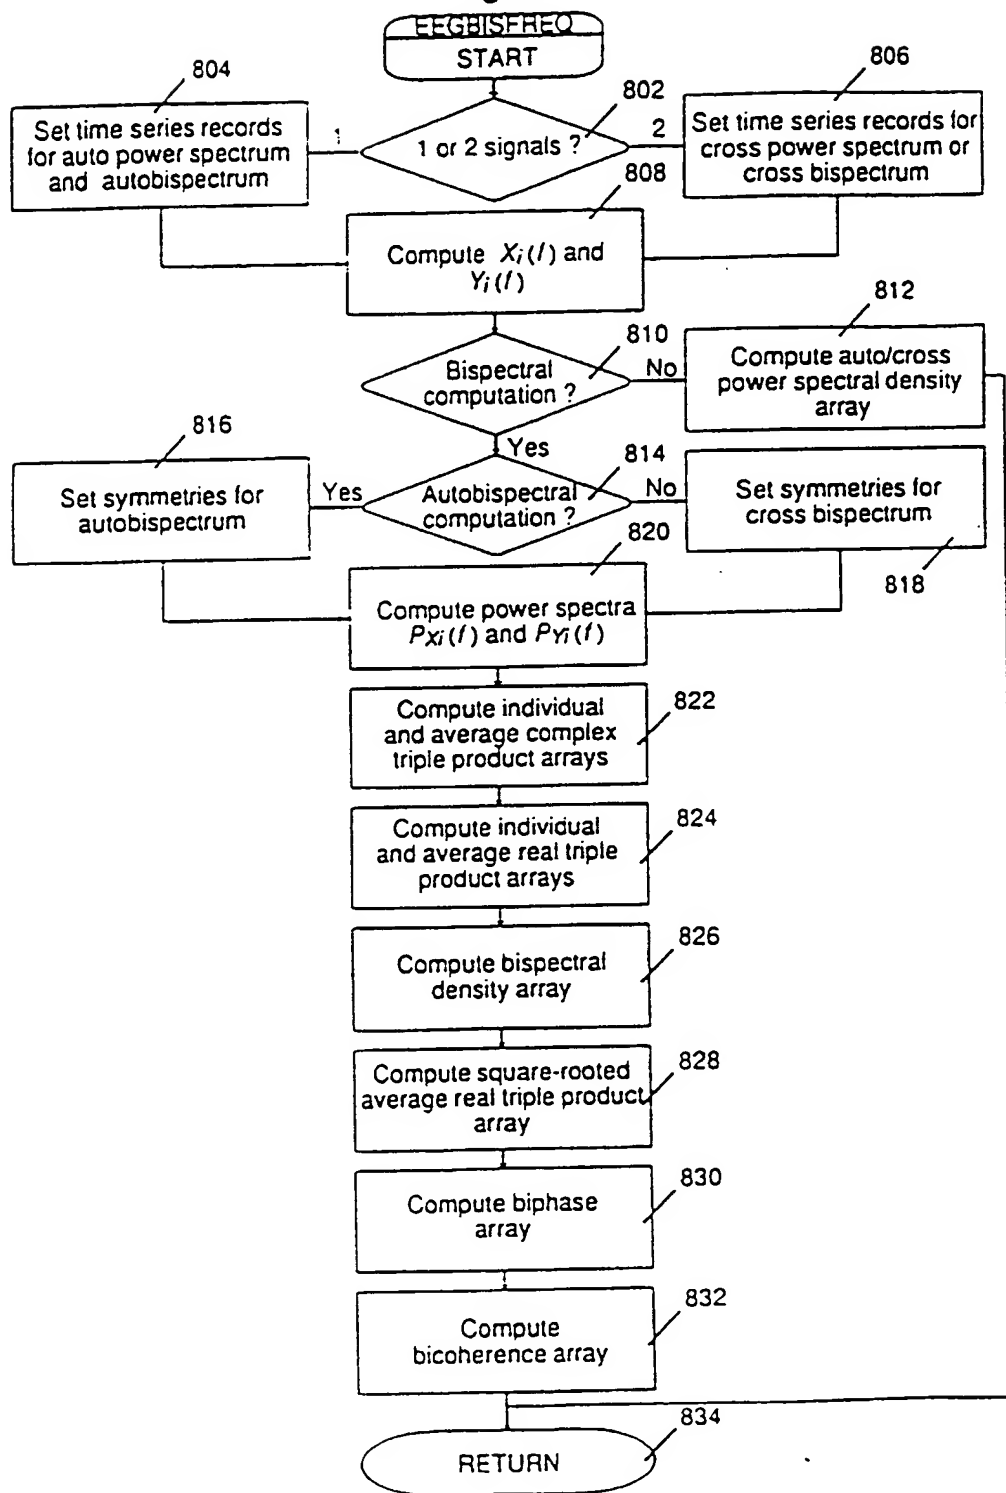 EEGBISFREQ
START
804
802
806
Set time series records
for auto power spectrum
and autobispectrum
1
1 or 2 signals ?
2
Set time series records for
cross power spectrum or
cross bispectrum
808
Compute Xi(f) and
Yi(f)
810
812
Bispectral
computation ?
No
Compute auto/cross
power spectral density
array
Yes
816
814
Set symmetries for
autobispectrum
Yes
Autobispectral
computation ?
No
Set symmetries for
cross bispectrum
818
820
Compute power spectra
PXi(f) and PYi(f)
822
Compute individual
and average complex
triple product arrays
824
Compute individual
and average real triple
product arrays
826
Compute bispectral
density array
828
Compute square-rooted
average real triple product
array
830
Compute biphase
array
832
Compute
bicoherence array
834
RETURN